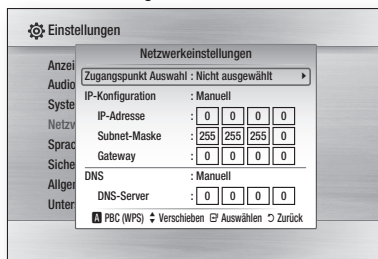 Einstellungen
Netzwerkeinstellungen
Anzei
Audio
Syste
Netzw
Sprac
Siche
Allger
Unter
Zugangspunkt Auswahl : Nicht ausgewählt
IP-Konfiguration : Manuell
IP-Adresse : 0 0 0 0
Subnet-Maske : 255 255 255 0
Gateway : 0 0 0 0
DNS : Manuell
DNS-Server : 0 0 0 0
A PBC (WPS) Verschieben Auswählen Zurück